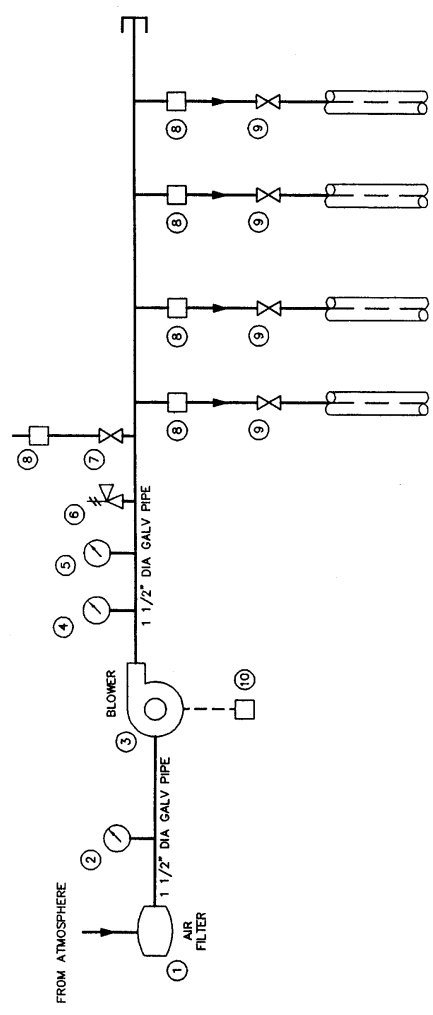 FROM ATMOSPHERE
1
AIR
FILTER
2
1 1/2" DIA GALV PIPE
3
BLOWER
10
4
5
1 1/2" DIA GALV PIPE
6
7
8
8
9
8
9
8
9
8
9